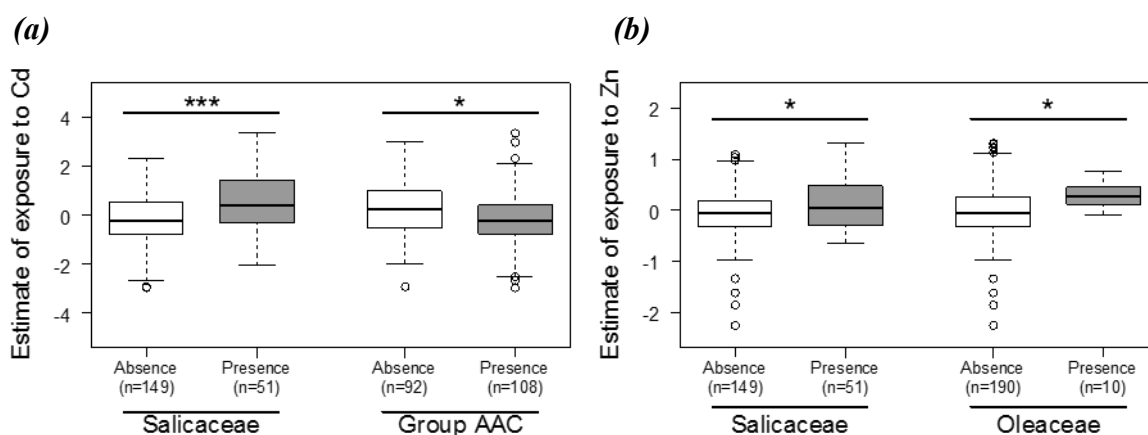 (a)
Estimate of exposure to Cd
4
2
0
-2
-4
***
*
Absence Presence Absence Presence
(n=149) (n=51) (n=92) (n=108)
Salicaceae Group AAC
(b)
Estimate of exposure to Zn
2
1
0
-1
-2
*
*
Absence Presence Absence Presence
(n=149) (n=51) (n=190) (n=10)
Salicaceae Oleaceae